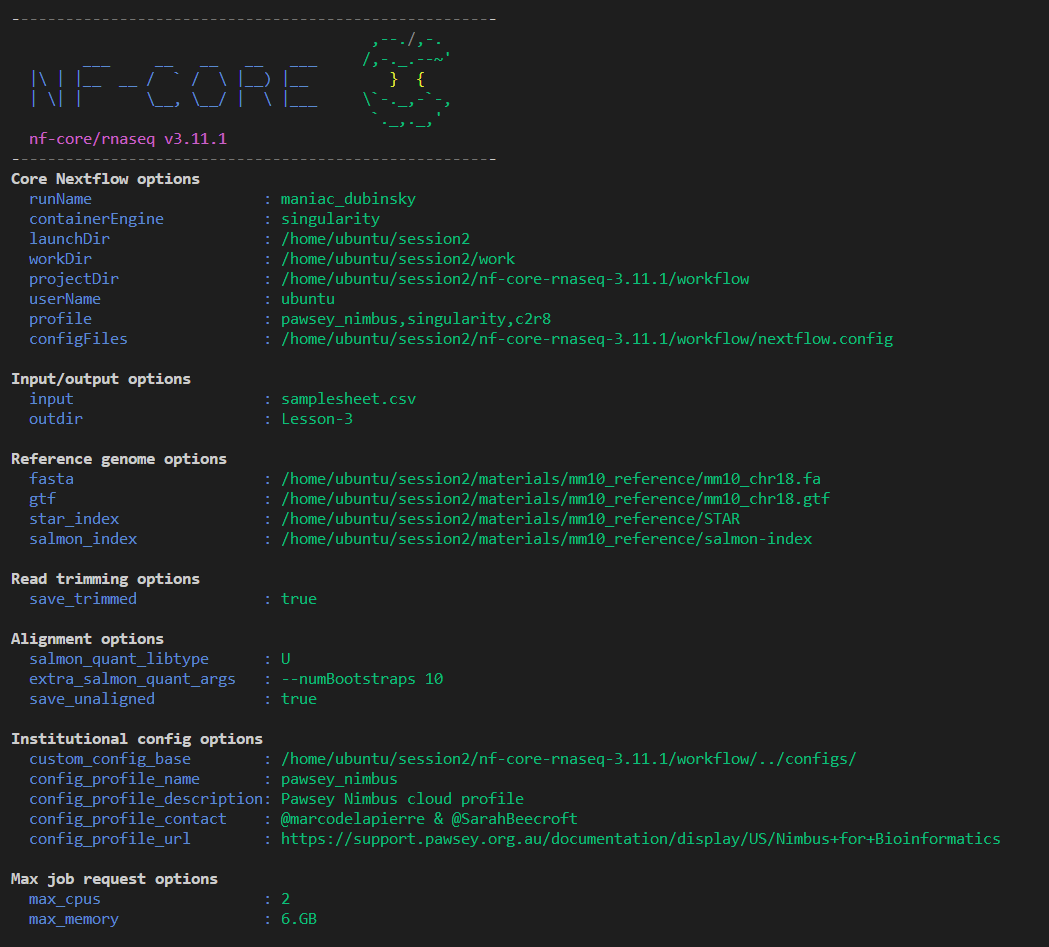 ------------------------------------------------------
                                        ,--./,-.
        ___     __   __   __   ___     /,-._.--~'
  |\ | |__  __ /  ` /  \ |__) |__         }  {
  | \| |       \__, \__/ |  \ |___     \`-._,-`-,
                                        `._,._,'
  nf-core/rnaseq v3.11.1
------------------------------------------------------
Core Nextflow options
  runName                   : maniac_dubinsky
  containerEngine           : singularity
  launchDir                 : /home/ubuntu/session2
  workDir                   : /home/ubuntu/session2/work
  projectDir                : /home/ubuntu/session2/nf-core-rnaseq-3.11.1/workflow
  userName                  : ubuntu
  profile                   : pawsey_nimbus,singularity,c2r8
  configFiles               : /home/ubuntu/session2/nf-core-rnaseq-3.11.1/workflow/nextflow.config

Input/output options
  input                     : samplesheet.csv
  outdir                    : Lesson-3

Reference genome options
  fasta                     : /home/ubuntu/session2/materials/mm10_reference/mm10_chr18.fa
  gtf                       : /home/ubuntu/session2/materials/mm10_reference/mm10_chr18.gtf
  star_index                : /home/ubuntu/session2/materials/mm10_reference/STAR
  salmon_index              : /home/ubuntu/session2/materials/mm10_reference/salmon-index

Read trimming options
  save_trimmed              : true

Alignment options
  salmon_quant_libtype      : U
  extra_salmon_quant_args   : --numBootstraps 10
  save_unaligned            : true

Institutional config options
  custom_config_base        : /home/ubuntu/session2/nf-core-rnaseq-3.11.1/workflow/../configs/
  config_profile_name       : pawsey_nimbus
  config_profile_description: Pawsey Nimbus cloud profile
  config_profile_contact    : @marcodelapierre & @SarahBeecroft
  config_profile_url        : https://support.pawsey.org.au/documentation/display/US/Nimbus+for+Bioinformatics

Max job request options
  max_cpus                  : 2
  max_memory                : 6.GB